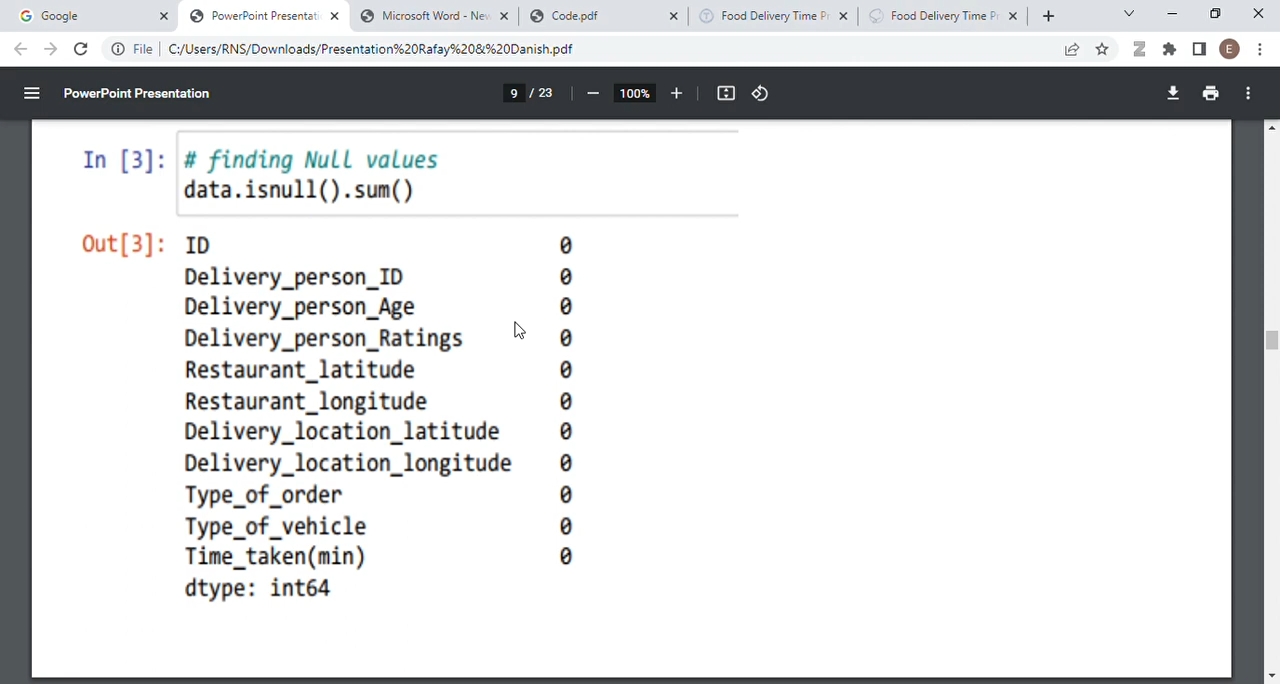 Google
PowerPoint Presentati
Microsoft Word - New
Code.pdf
Food Delivery Time Pr
Food Delivery Time Pr
File
C:/Users/RNS/Downloads/Presentation%20Rafay%20&%20Danish.pdf
Z
E
PowerPoint Presentation
9 / 23
100%
In [3]: # finding Null values
data.isnull().sum()
Out[3]: ID 0
Delivery_person_ID 0
Delivery_person_Age 0
Delivery_person_Ratings 0
Restaurant_latitude 0
Restaurant_longitude 0
Delivery_location_latitude 0
Delivery_location_longitude 0
Type_of_order 0
Type_of_vehicle 0
Time_taken(min) 0
dtype: int64